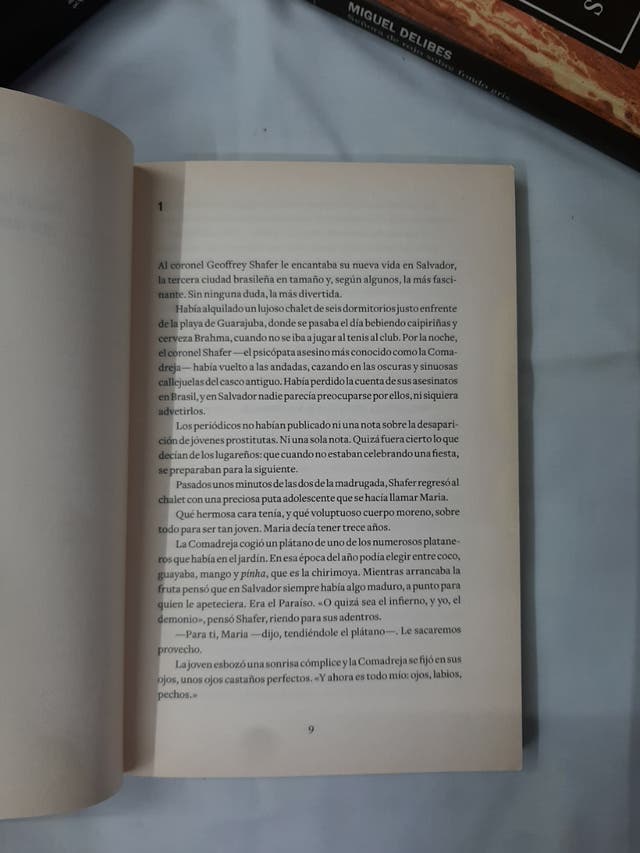 MIGUEL DELIBES
Señora de rojo sobre fondo gris
S
1
Al coronel Geoffrey Shafer le encantaba su nueva vida en Salvador,
la tercera ciudad brasileña en tamaño y, según algunos, la más fasci-
nante. Sin ninguna duda, la más divertida.
Había alquilado un lujoso chalet de seis dormitorios justo enfrente
de la playa de Guarajuba, donde se pasaba el día bebiendo caipiriñas y
cerveza Brahma, cuando no se iba a jugar al tenis al club. Por la noche,
el coronel Shafer —el psicópata asesino más conocido como la Coma-
dreja— había vuelto a las andadas, cazando en las oscuras y sinuosas
callejuelas del casco antiguo. Había perdido la cuenta de sus asesinatos
en Brasil, y en Salvador nadie parecía preocuparse por ellos, ni siquiera
advetirlos.
Los periódicos no habían publicado ni una nota sobre la desapari-
ción de jóvenes prostitutas. Ni una sola nota. Quizá fuera cierto lo que
decían de los lugareños: que cuando no estaban celebrando una fiesta,
se preparaban para la siguiente.
Pasados unos minutos de las dos de la madrugada, Shafer regresó al
chalet con una preciosa puta adolescente que se hacía llamar Maria.
Qué hermosa cara tenía, y qué voluptuoso cuerpo moreno, sobre
todo para ser tan joven. Maria decía tener trece años.
La Comadreja cogió un plátano de uno de los numerosos platane-
ros que había en el jardín. En esa época del año podía elegir entre coco,
guayaba, mango y pinha, que es la chirimoya. Mientras arrancaba la
fruta pensó que en Salvador siempre había algo maduro, a punto para
quien le apeteciera. Era el Paraíso. «O quizá sea el infierno, y yo, el
demonio», pensó Shafer, riendo para sus adentros.
—Para ti, Maria —dijo, tendiéndole el plátano—. Le sacaremos
provecho.
La joven esbozó una sonrisa cómplice y la Comadreja se fijó en sus
ojos, unos ojos castaños perfectos. «Y ahora es todo mío: ojos, labios,
pechos.»
9